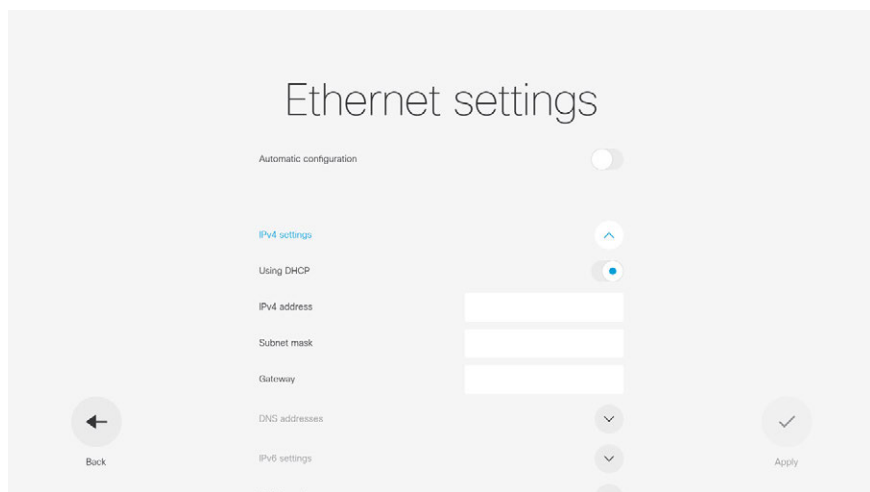 Ethernet settings
Automatic configuration
IPv4 settings
Using DHCP
IPv4 address
Subnet mask
Gateway
DNS addresses
IPv6 settings
Back
Apply